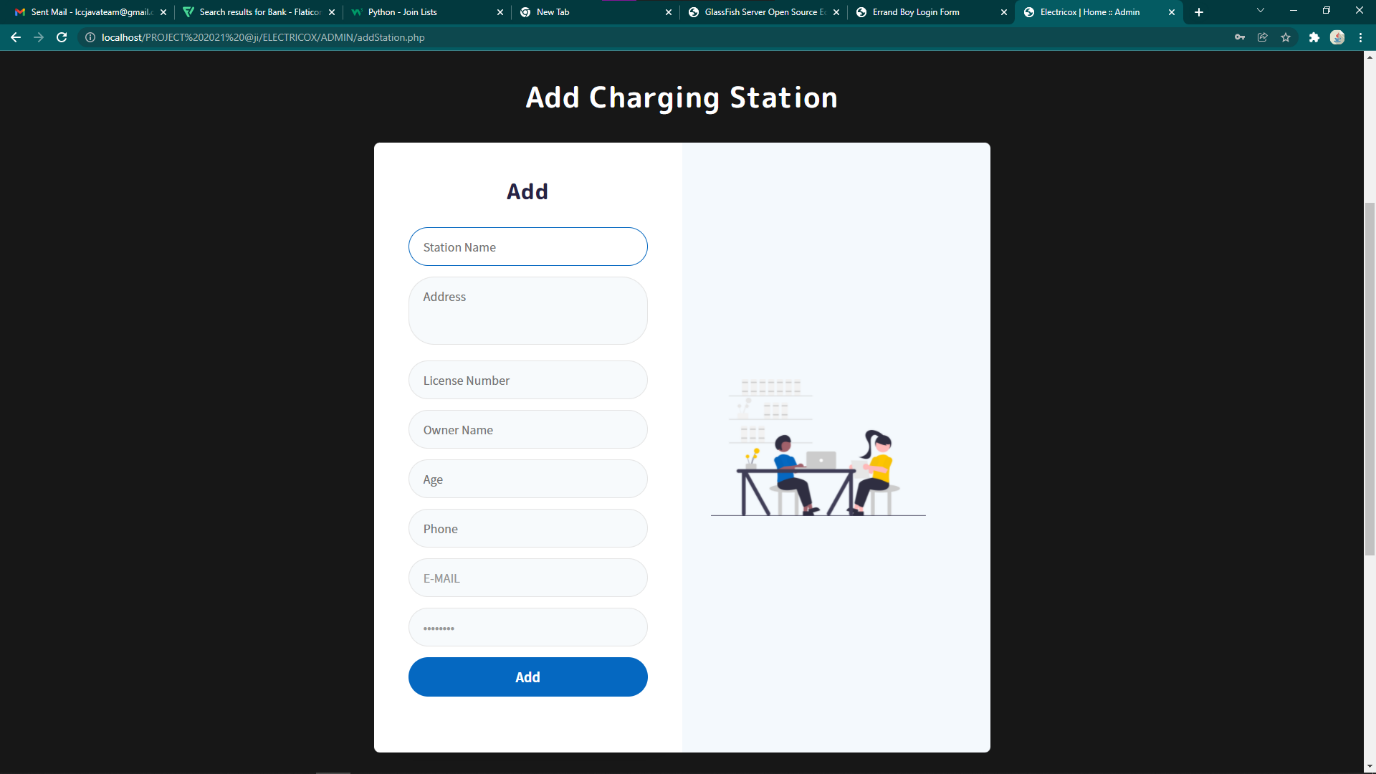 Sent Mail - lccjavateam@gmail.c
Search results for Bank - Flatico
Python - Join Lists
New Tab
GlassFish Server Open Source E
Errand Boy Login Form
Electricox | Home :: Admin
localhost/PROJECT%202021%20@ji/ELECTRICOX/ADMIN/addStation.php
Add Charging Station
Add
Station Name
Address
License Number
Owner Name
Age
Phone
E-MAIL
••••••••
Add